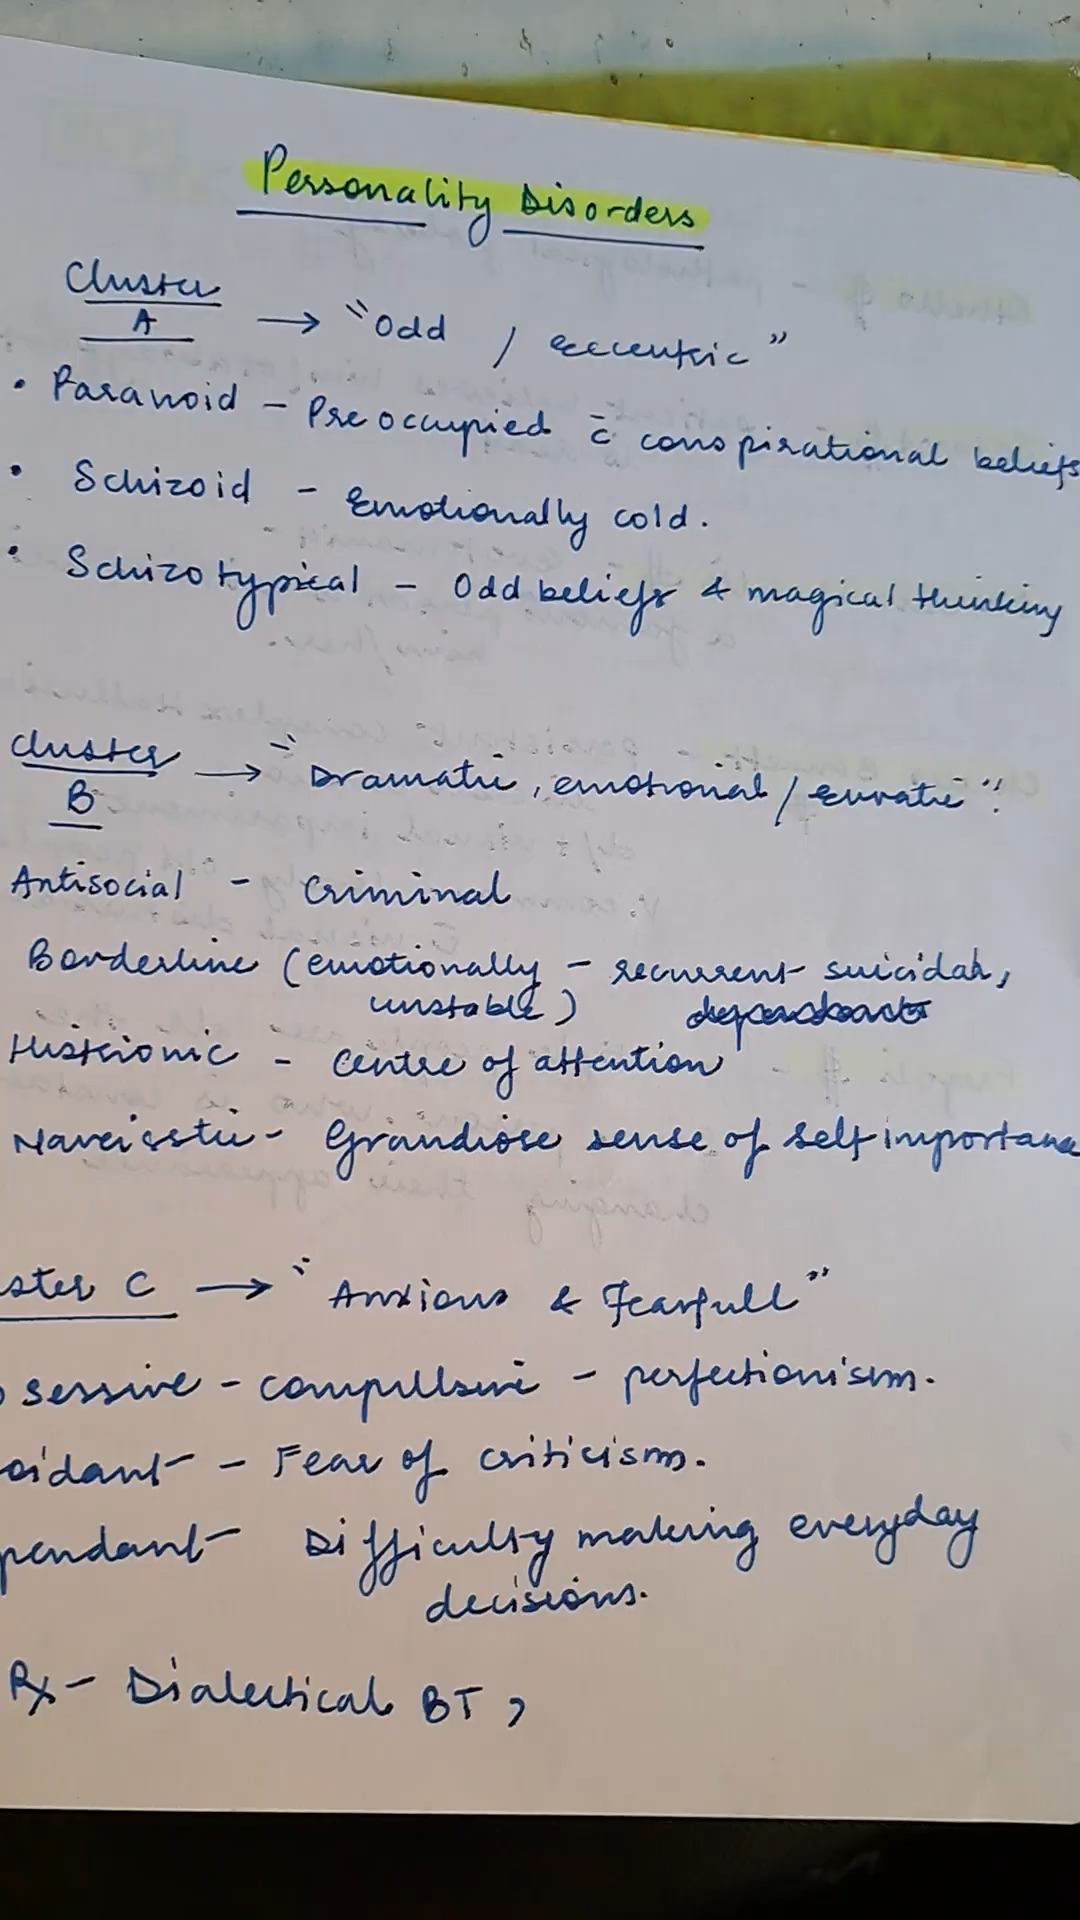 Personality Disorders
Cluster
A → "Odd / Eccentric"
• Paranoid - Preoccupied c̄ conspirational beliefs
• Schizoid - Emotionally cold.
• Schizotypical - Odd beliefs & magical thinking
Cluster
B → "Dramatic, emotional / Erratic"
Antisocial - Criminal
Borderline (emotionally - recurrent suicidal,
unstable)
Histrionic - Centre of attention
Narcisstic - Grandiose sense of self importance
ster C → "Anxious & Fearfull"
sessive - compulsive - perfectionism.
oidant - Fear of criticism.
pendant - Difficulty making everyday
decisions.
Rx - Dialectical BT,